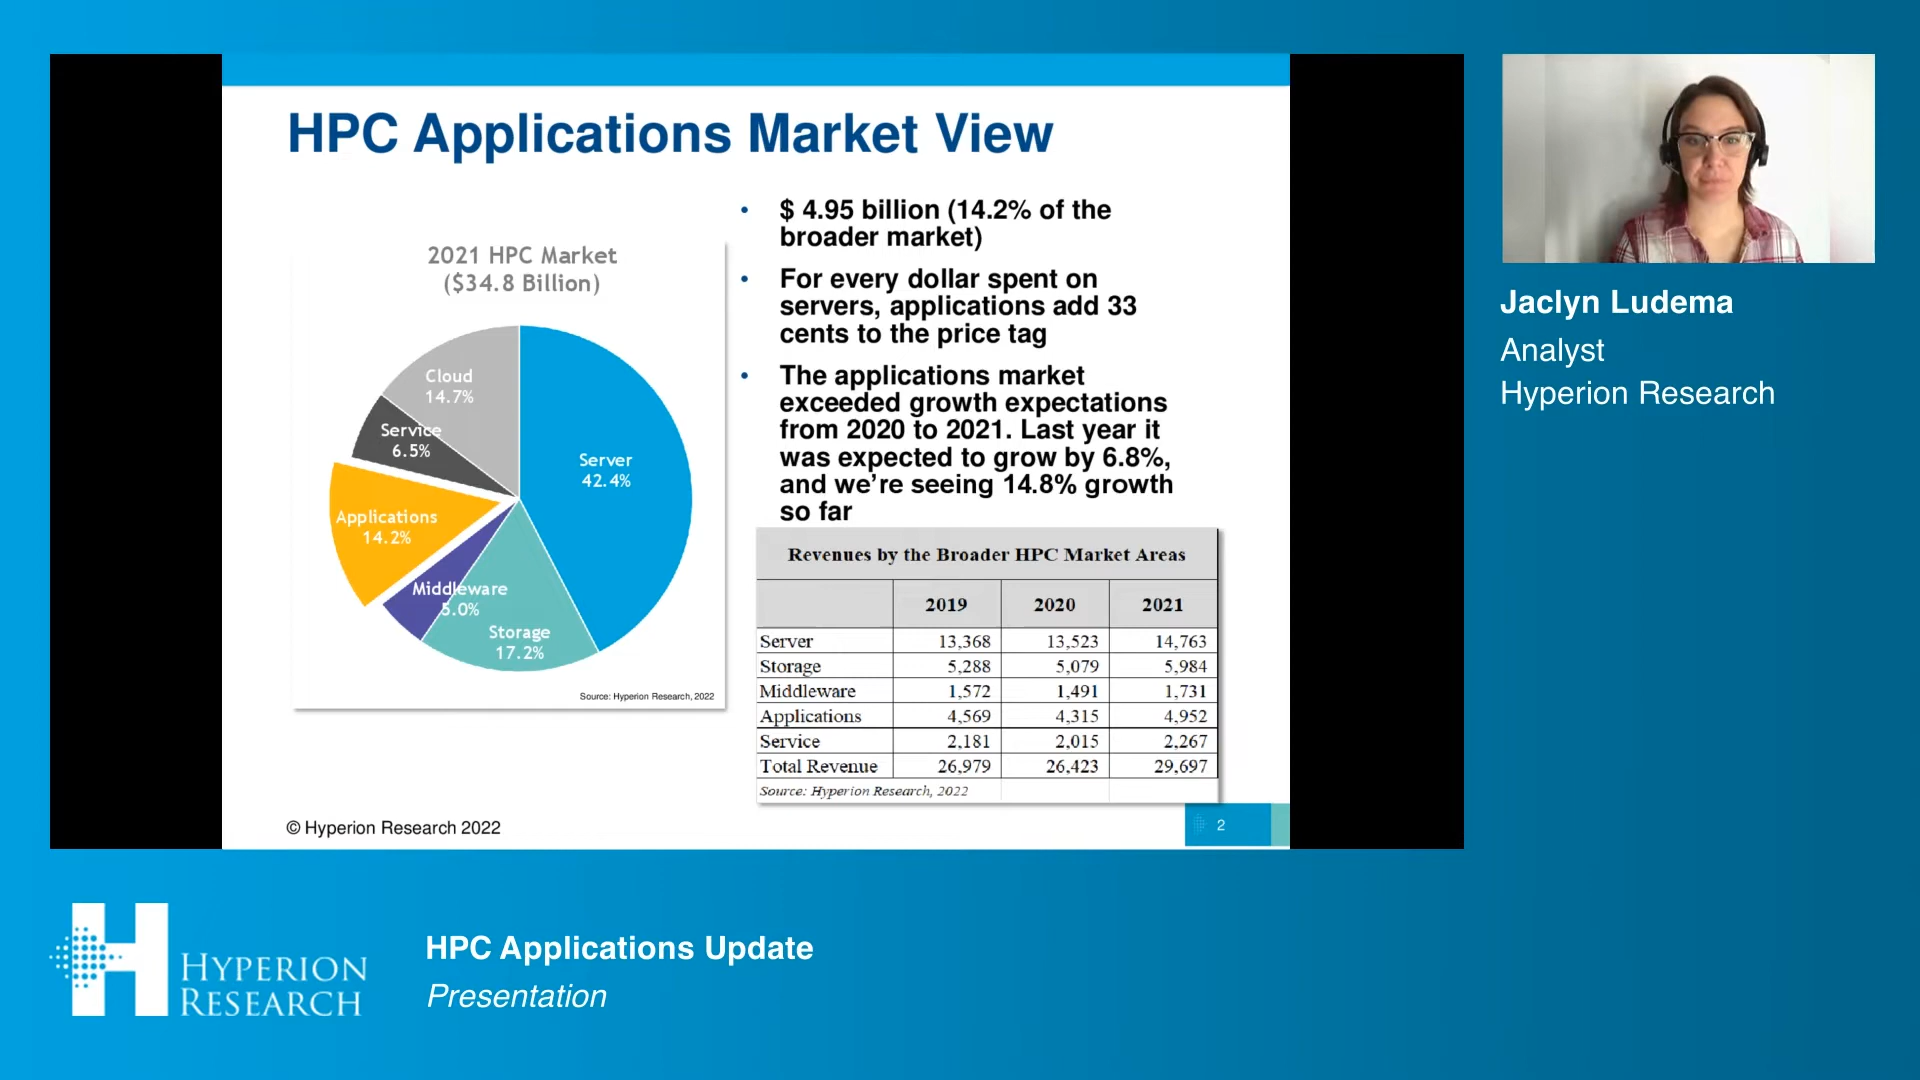 HPC Applications Market View
2021 HPC Market
($34.8 Billion)
Cloud
14.7%
Service
6.5%
Server
42.4%
Applications
14.2%
Middleware
5.0%
Storage
17.2%
Source: Hyperion Research, 2022
• $ 4.95 billion (14.2% of the
broader market)
• For every dollar spent on
servers, applications add 33
cents to the price tag
• The applications market
exceeded growth expectations
from 2020 to 2021. Last year it
was expected to grow by 6.8%,
and we’re seeing 14.8% growth
so far
Revenues by the Broader HPC Market Areas
2019 2020 2021
Server 13,368 13,523 14,763
Storage 5,288 5,079 5,984
Middleware 1,572 1,491 1,731
Applications 4,569 4,315 4,952
Service 2,181 2,015 2,267
Total Revenue 26,979 26,423 29,697
Source: Hyperion Research, 2022
© Hyperion Research 2022
2
Jaclyn Ludema
Analyst
Hyperion Research
H
HYPERION
RESEARCH
HPC Applications Update
Presentation